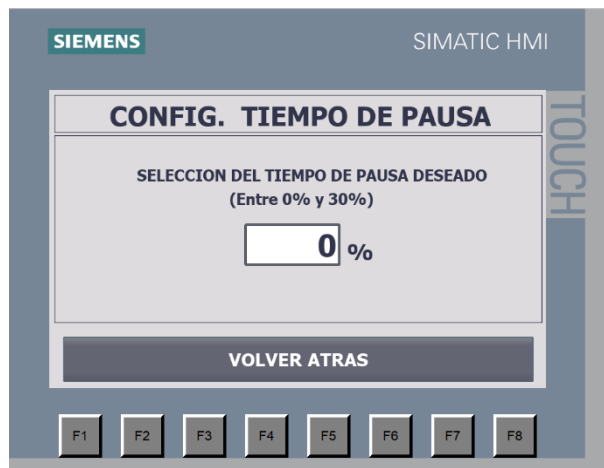 SIEMENS
SIMATIC HMI
TOUCH
CONFIG. TIEMPO DE PAUSA
SELECCION DEL TIEMPO DE PAUSA DESEADO
(Entre 0% y 30%)
0 %
VOLVER ATRAS
F1 F2 F3 F4 F5 F6 F7 F8